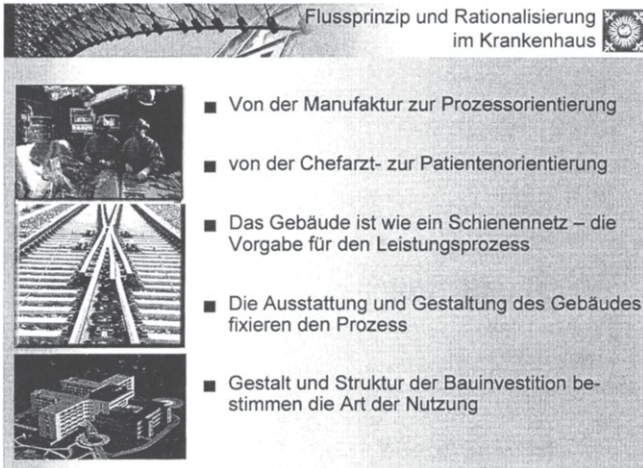 Flussprinzip und Rationalisierung
im Krankenhaus
■ Von der Manufaktur zur Prozessorientierung
■ von der Chefarzt- zur Patientenorientierung
■ Das Gebäude ist wie ein Schienennetz – die
Vorgabe für den Leistungsprozess
■ Die Ausstattung und Gestaltung des Gebäudes
fixieren den Prozess
■ Gestalt und Struktur der Bauinvestition be-
stimmen die Art der Nutzung